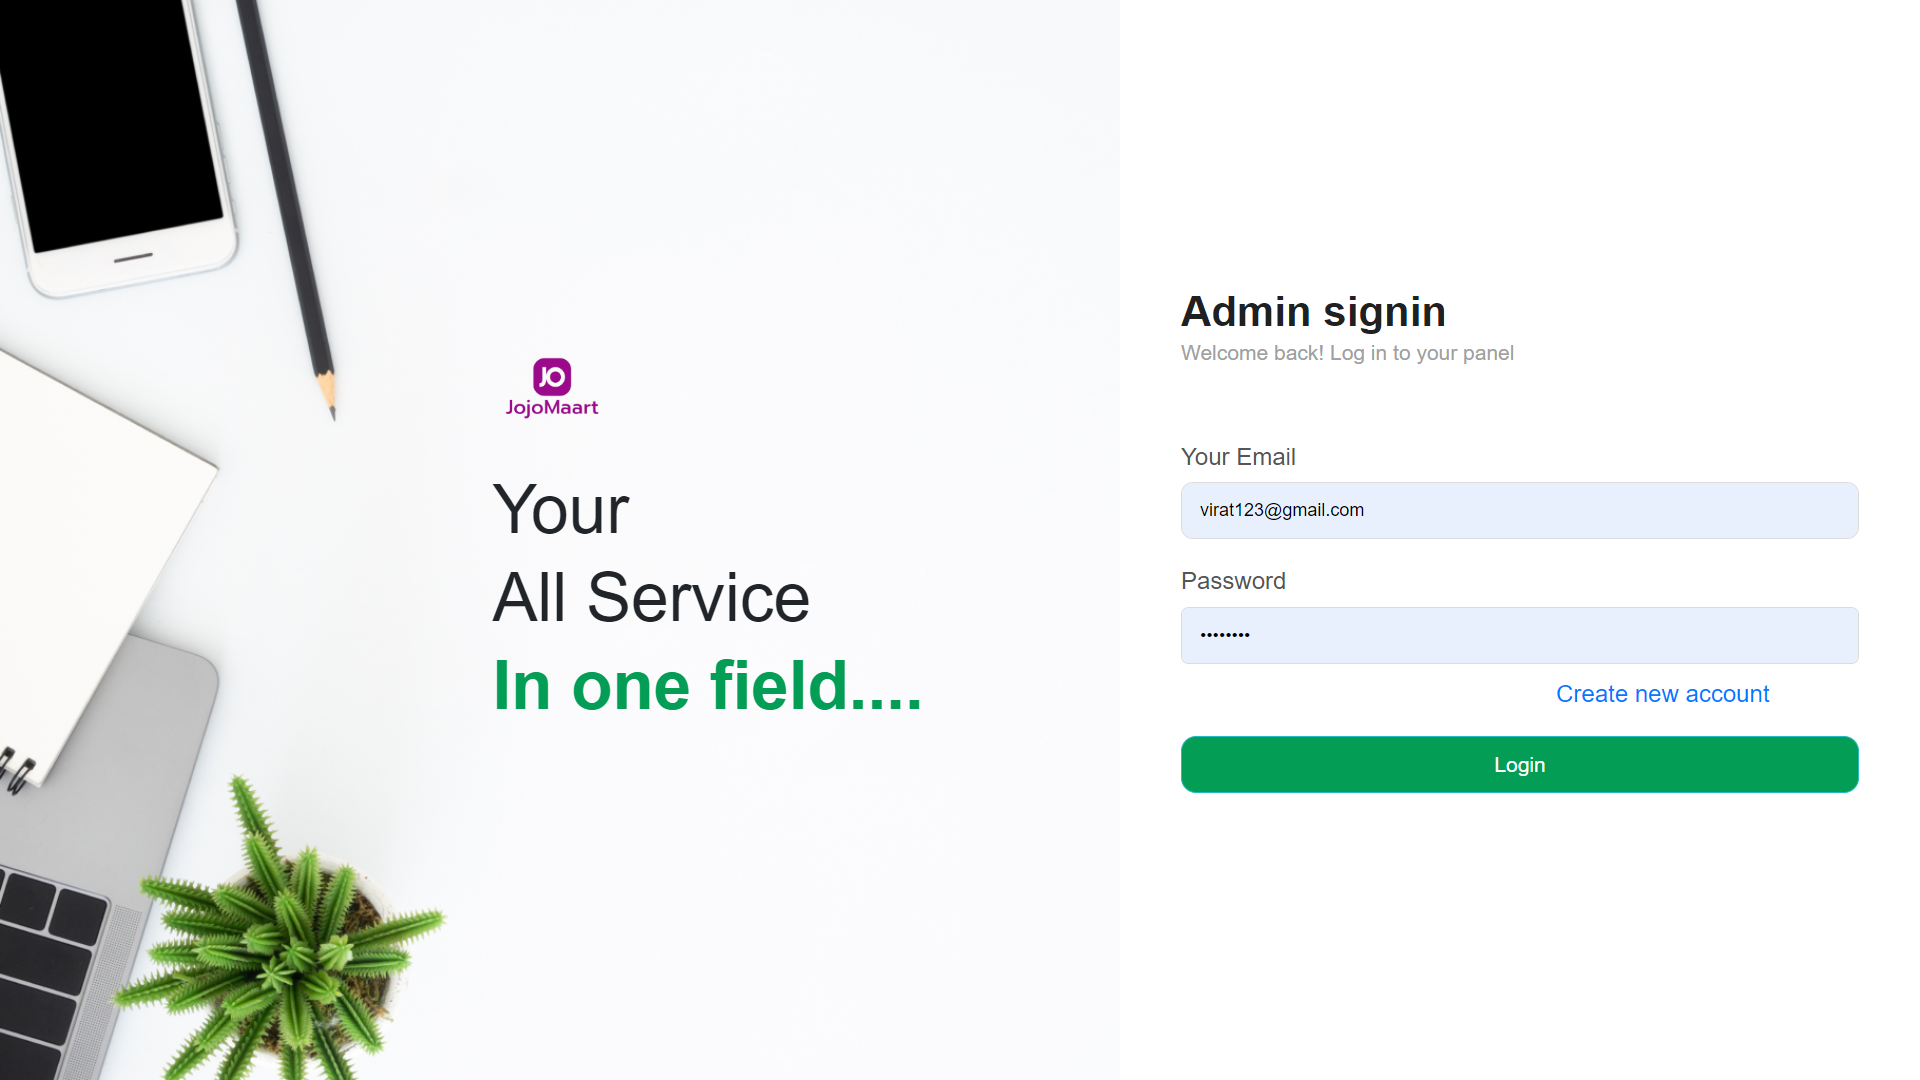 JO
JojoMaart
Your
All Service
In one field....
Admin signin
Welcome back! Log in to your panel
Your Email
virat123@gmail.com
Password
••••••••
Create new account
Login